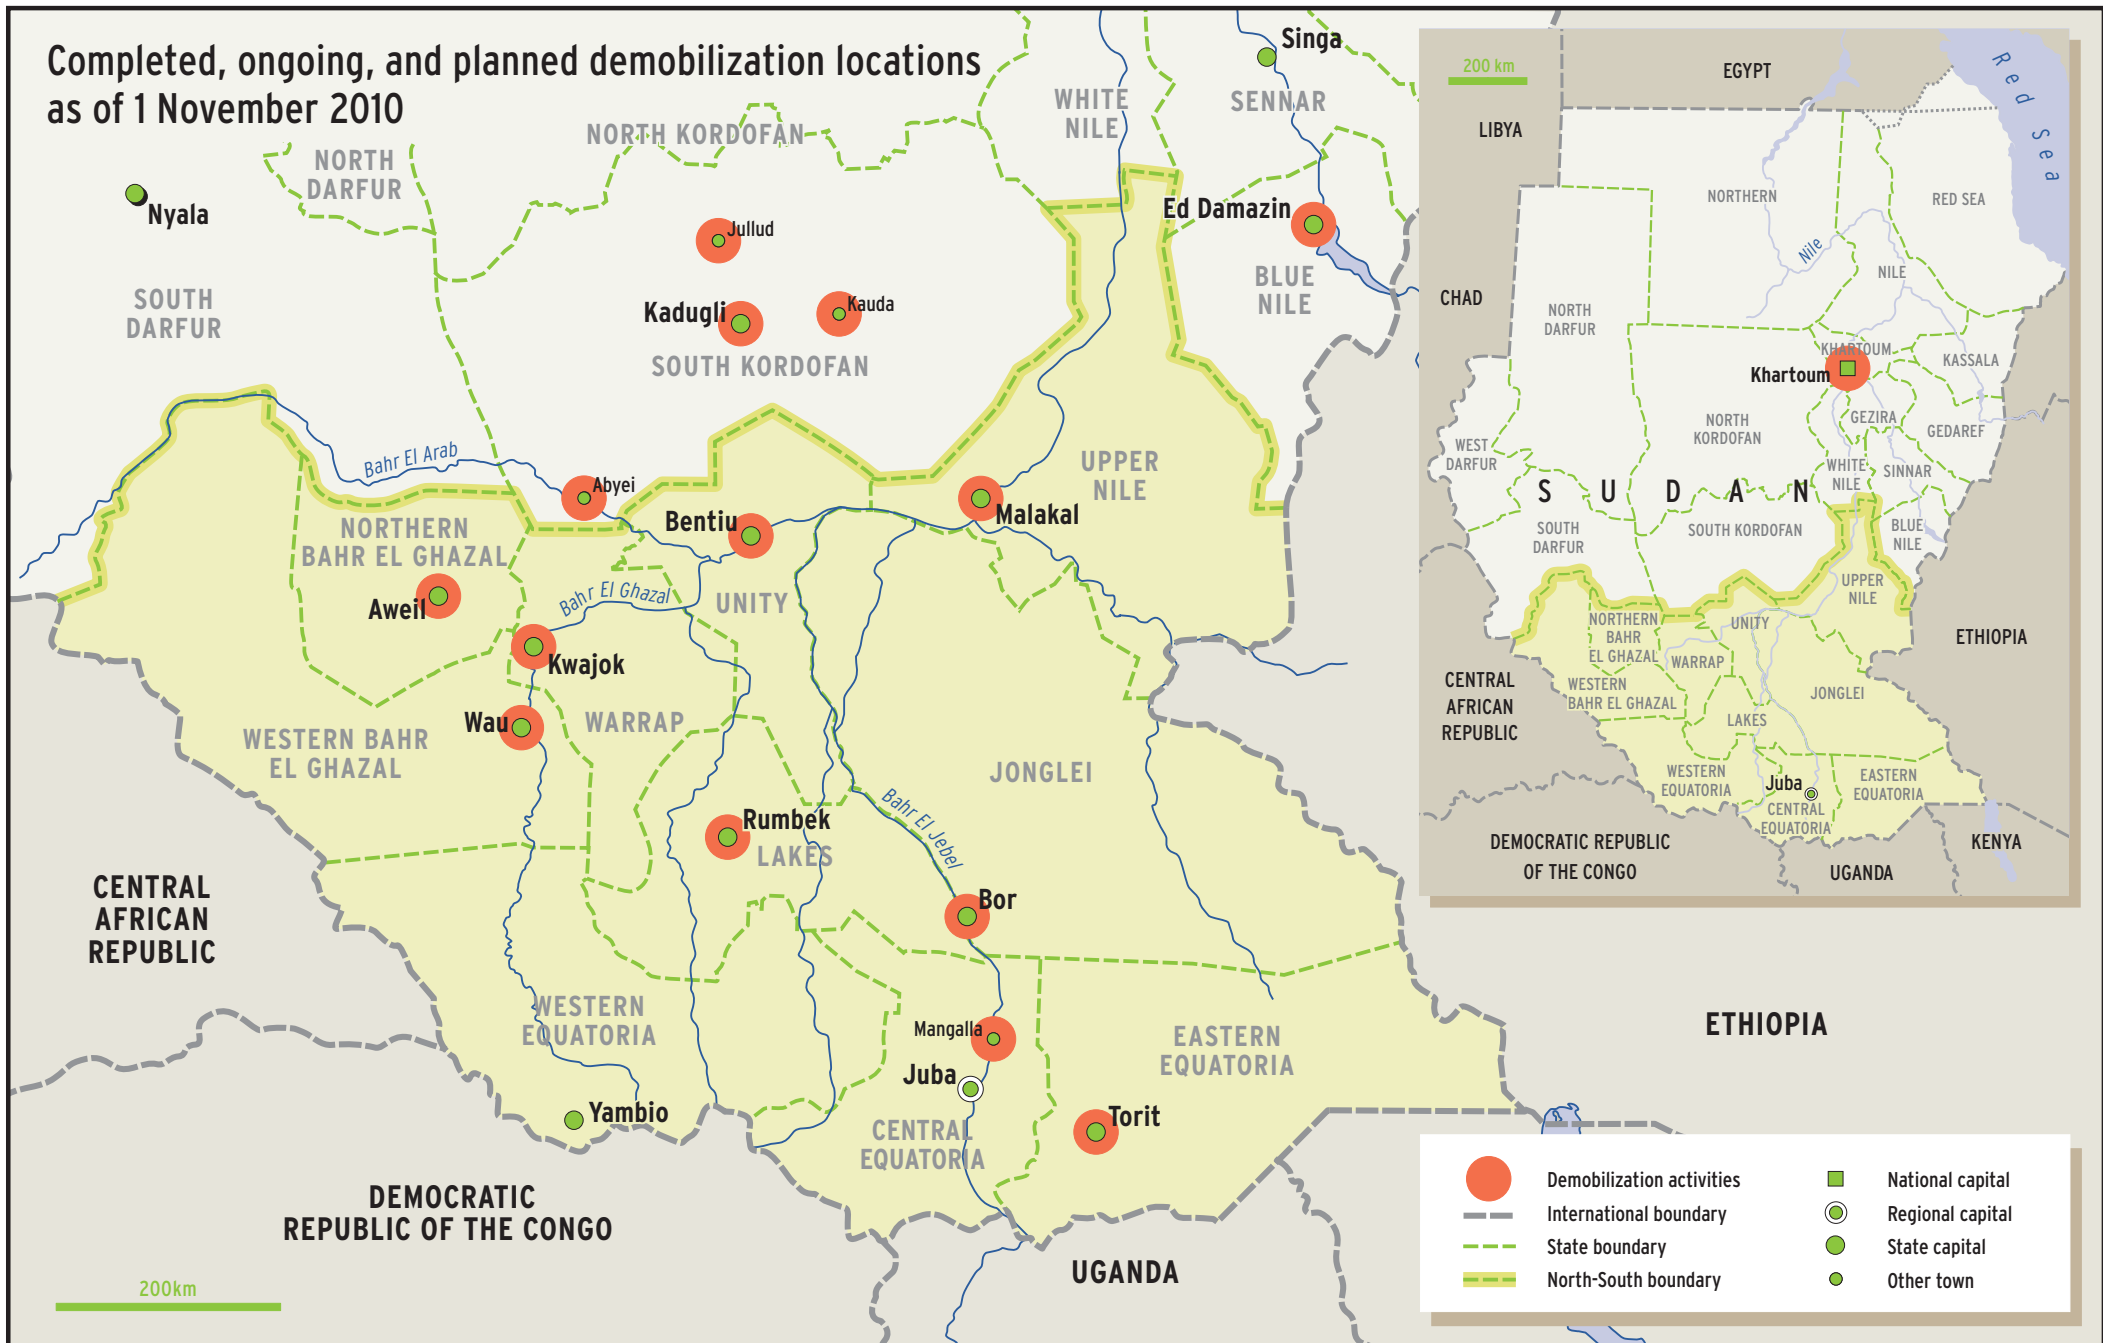 Completed, ongoing, and planned demobilization locations
as of 1 November 2010
NORTH
DARFUR
NORTH KORDOFAN
WHITE
NILE
Singa
SENNAR
Nyala
SOUTH
DARFUR
Jullud
Kadugli
Kauda
SOUTH KORDOFAN
Ed Damazin
BLUE
NILE
Bahr El Arab
Abyei
Bentiu
Malakal
UPPER
NILE
NORTHERN
BAHR EL GHAZAL
Aweil
Bahr El Ghazal
UNITY
Kwajok
Wau
WARRAP
WESTERN BAHR
EL GHAZAL
JONGLEI
Rumbek
LAKES
Bahr El Jebel
Bor
CENTRAL
AFRICAN
REPUBLIC
WESTERN
EQUATORIA
Mangalla
Juba
EASTERN
EQUATORIA
ETHIOPIA
Yambio
Torit
CENTRAL
EQUATORIA
DEMOCRATIC
REPUBLIC OF THE CONGO
UGANDA
200km
200 km
EGYPT
Red Sea
LIBYA
NORTHERN
RED SEA
Nile
NILE
CHAD
NORTH
DARFUR
KHARTOUM
Khartoum
KASSALA
NORTH
KORDOFAN
GEZIRA
GEDAREF
WEST
DARFUR
WHITE
NILE
SINNAR
SUDAN
SOUTH
DARFUR
SOUTH KORDOFAN
BLUE
NILE
UPPER
NILE
NORTHERN
BAHR
EL GHAZAL
UNITY
ETHIOPIA
WARRAP
CENTRAL
AFRICAN
REPUBLIC
WESTERN
BAHR EL GHAZAL
JONGLEI
LAKES
WESTERN
EQUATORIA
Juba
EASTERN
EQUATORIA
CENTRAL
EQUATORIA
DEMOCRATIC REPUBLIC
OF THE CONGO
UGANDA
KENYA
Demobilization activities
International boundary
State boundary
North-South boundary
National capital
Regional capital
State capital
Other town